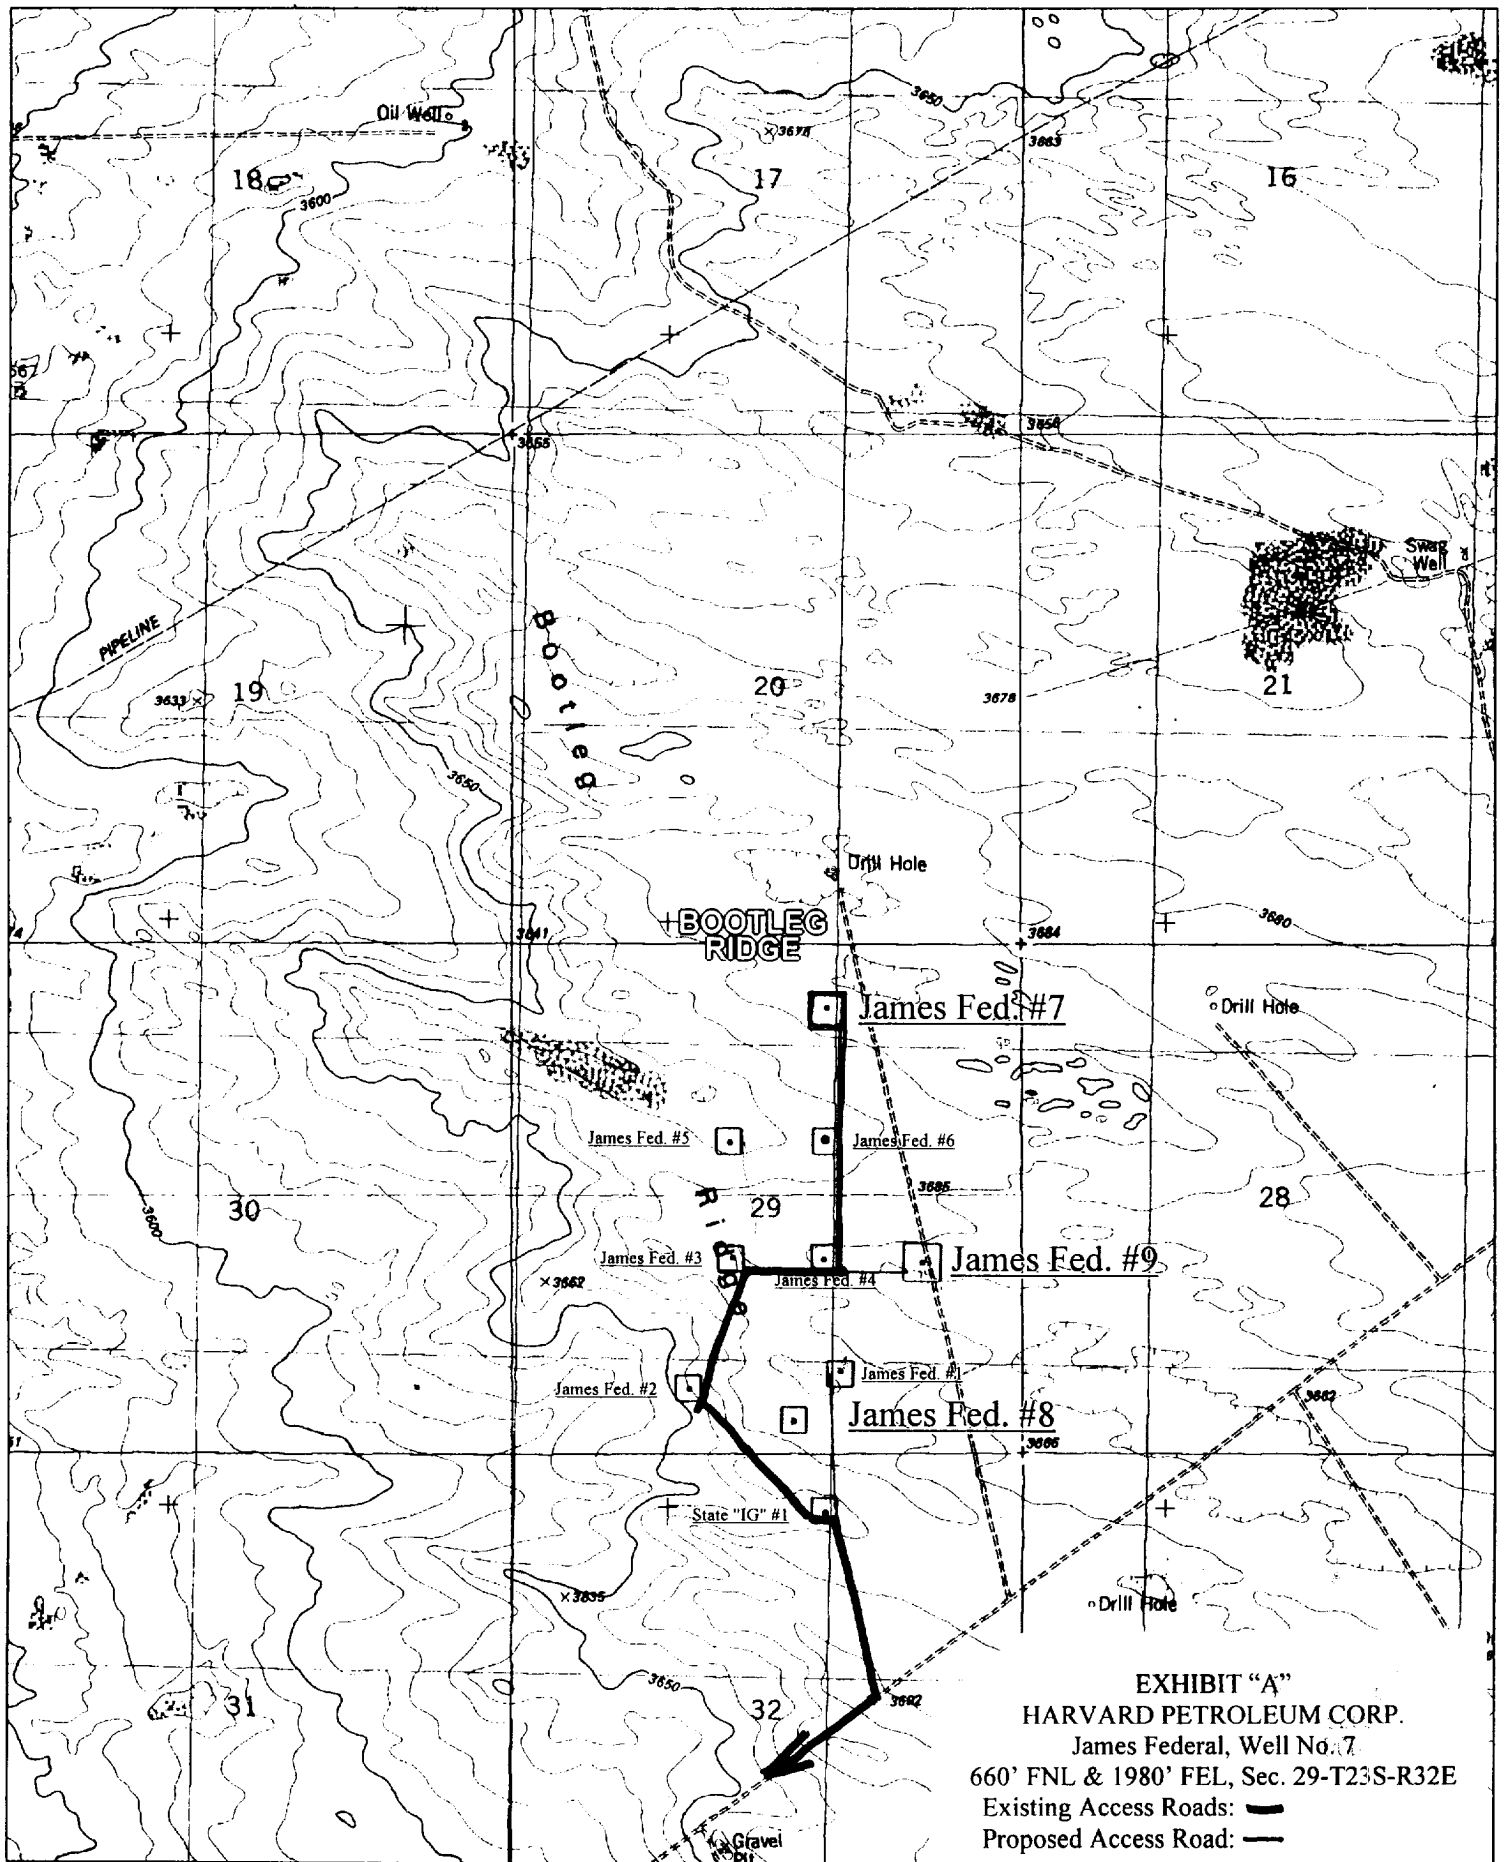 Oil Well
3650
3676
3663
18
17
16
3600
3655
3656
Swag
Well
PIPELINE
Bootleg
3633
19
20
3678
21
3650
Drill Hole
BOOTLEG
RIDGE
3641
3684
3680
James Fed. #7
Drill Hole
James Fed. #5
James Fed. #6
3685
30
Ridge
29
28
3600
James Fed. #3
James Fed. #9
James Fed. #4
3662
James Fed. #2
James Fed. #1
3682
James Fed. #8
3666
State "IG" #1
3635
Drill Hole
3650
31
32
3692
Gravel
Pit
EXHIBIT “A”
HARVARD PETROLEUM CORP.
James Federal, Well No. 7
660’ FNL & 1980’ FEL, Sec. 29-T23S-R32E
Existing Access Roads:
Proposed Access Road: